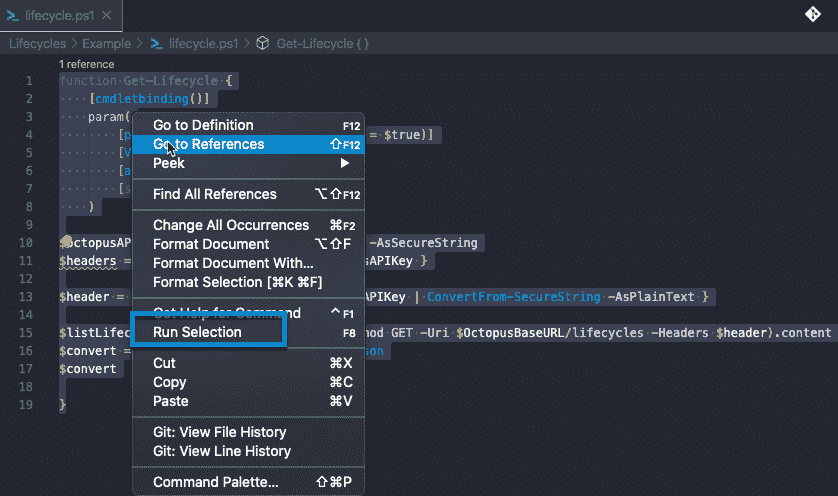 lifecycle.ps1
Lifecycles > Example > lifecycle.ps1 > Get-Lifecycle { }
1 reference
1 function Get-Lifecycle {
2 [cmdletbinding()]
3 param(
4 [p = $true)]
5 [V
6 [a
7 [s
8 )
9
10 $OctopusAP -AsSecureString
11 $headers = sAPIKey }
12
13 $header = APIKey | ConvertFrom-SecureString -AsPlainText }
14
15 $listLifec od GET -Uri $OctopusBaseURL/lifecycles -Headers $header).content
16 $convert = son
17 $convert
18
19 }
Go to Definition F12
Go to References ⇧F12
Peek ▶
Find All References ⌥⇧F12
Change All Occurrences ⌘F2
Format Document ⌥⇧F
Format Document With...
Format Selection [⌘K ⌘F]
Get Help for Command ^F1
Run Selection F8
Cut ⌘X
Copy ⌘C
Paste ⌘V
Git: View File History
Git: View Line History
Command Palette... ⇧⌘P